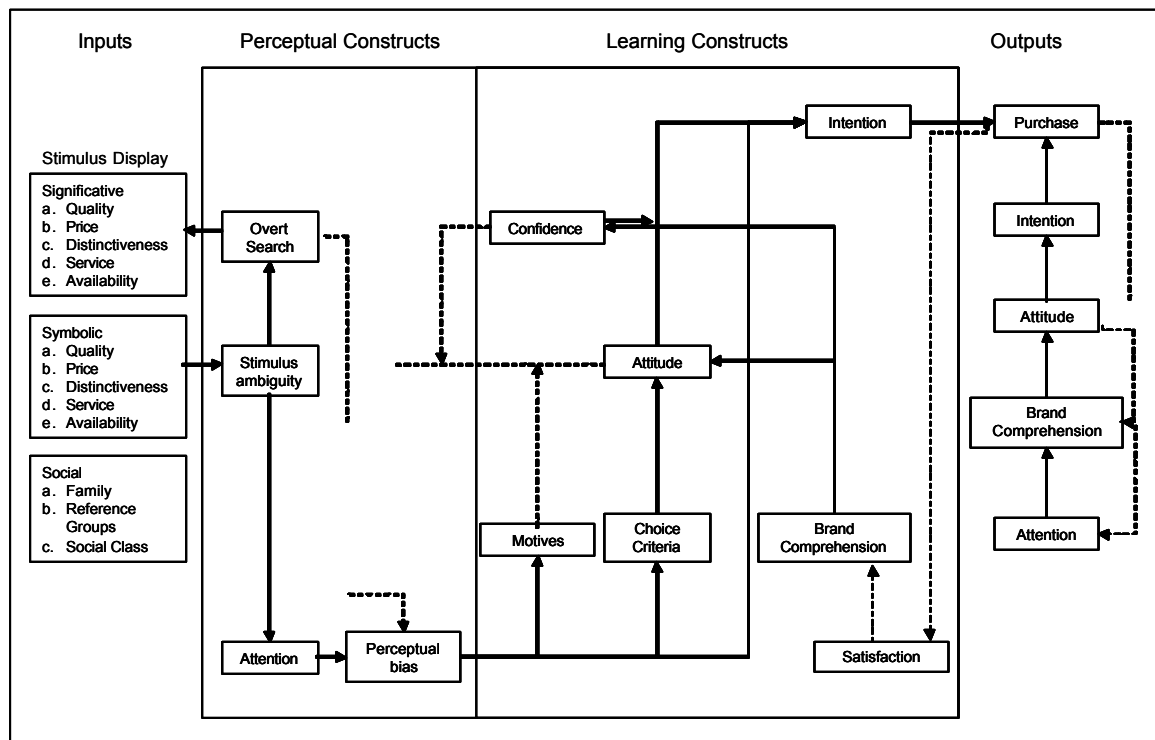 Inputs
Perceptual Constructs
Learning Constructs
Outputs
Stimulus Display
Significative
a. Quality
b. Price
c. Distinctiveness
d. Service
e. Availability
Symbolic
a. Quality
b. Price
c. Distinctiveness
d. Service
e. Availability
Social
a. Family
b. Reference
Groups
c. Social Class
Overt
Search
Stimulus
ambiguity
Attention
Perceptual
bias
Confidence
Attitude
Motives
Choice
Criteria
Intention
Brand
Comprehension
Satisfaction
Purchase
Intention
Attitude
Brand
Comprehension
Attention